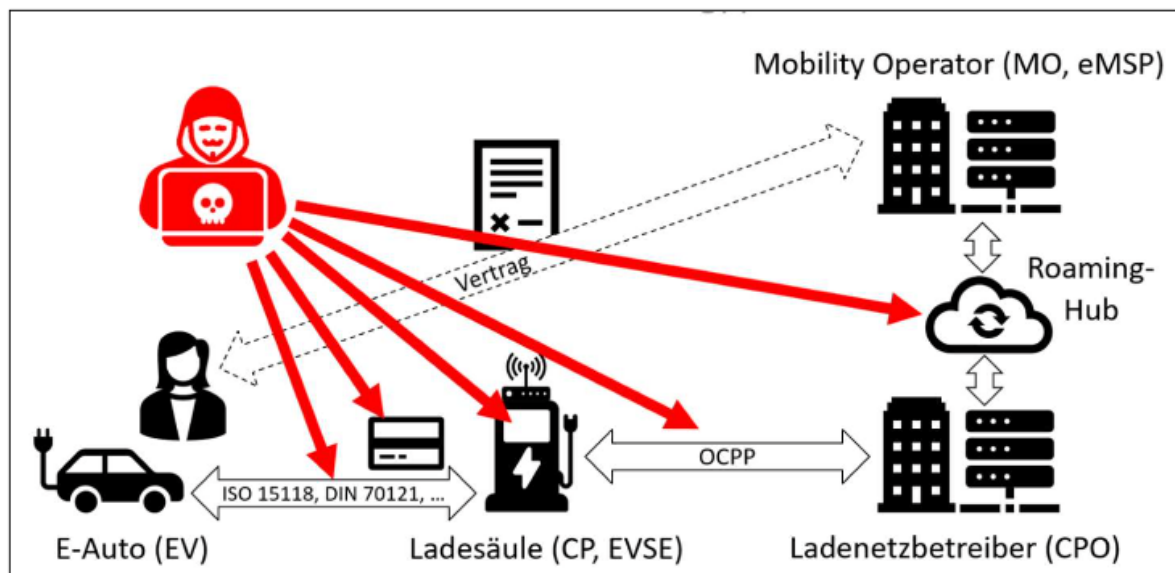 Mobility Operator (MO, eMSP)
Vertrag
Roaming-
Hub
OCPP
ISO 15118, DIN 70121, ...
E-Auto (EV)
Ladesäule (CP, EVSE)
Ladenetzbetreiber (CPO)